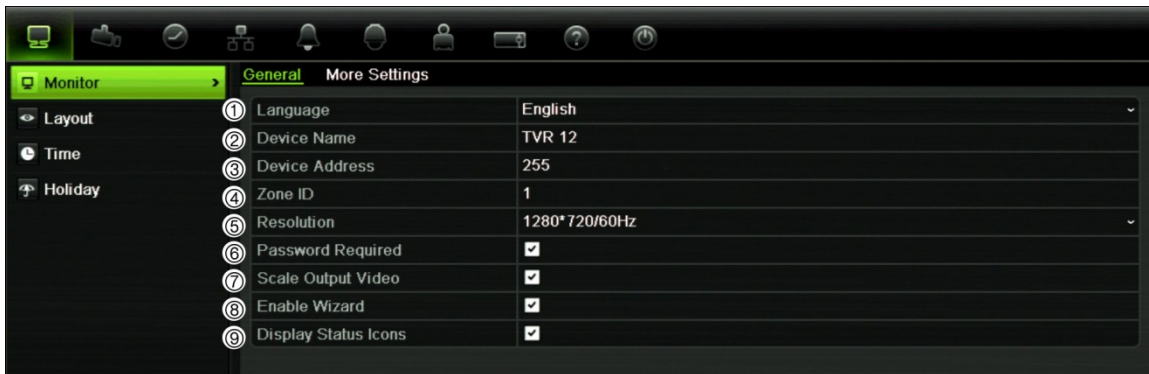 Monitor
Layout
Time
Holiday
General More Settings
① Language English
② Device Name TVR 12
③ Device Address 255
④ Zone ID 1
⑤ Resolution 1280*720/60Hz
⑥ Password Required
⑦ Scale Output Video
⑧ Enable Wizard
⑨ Display Status Icons